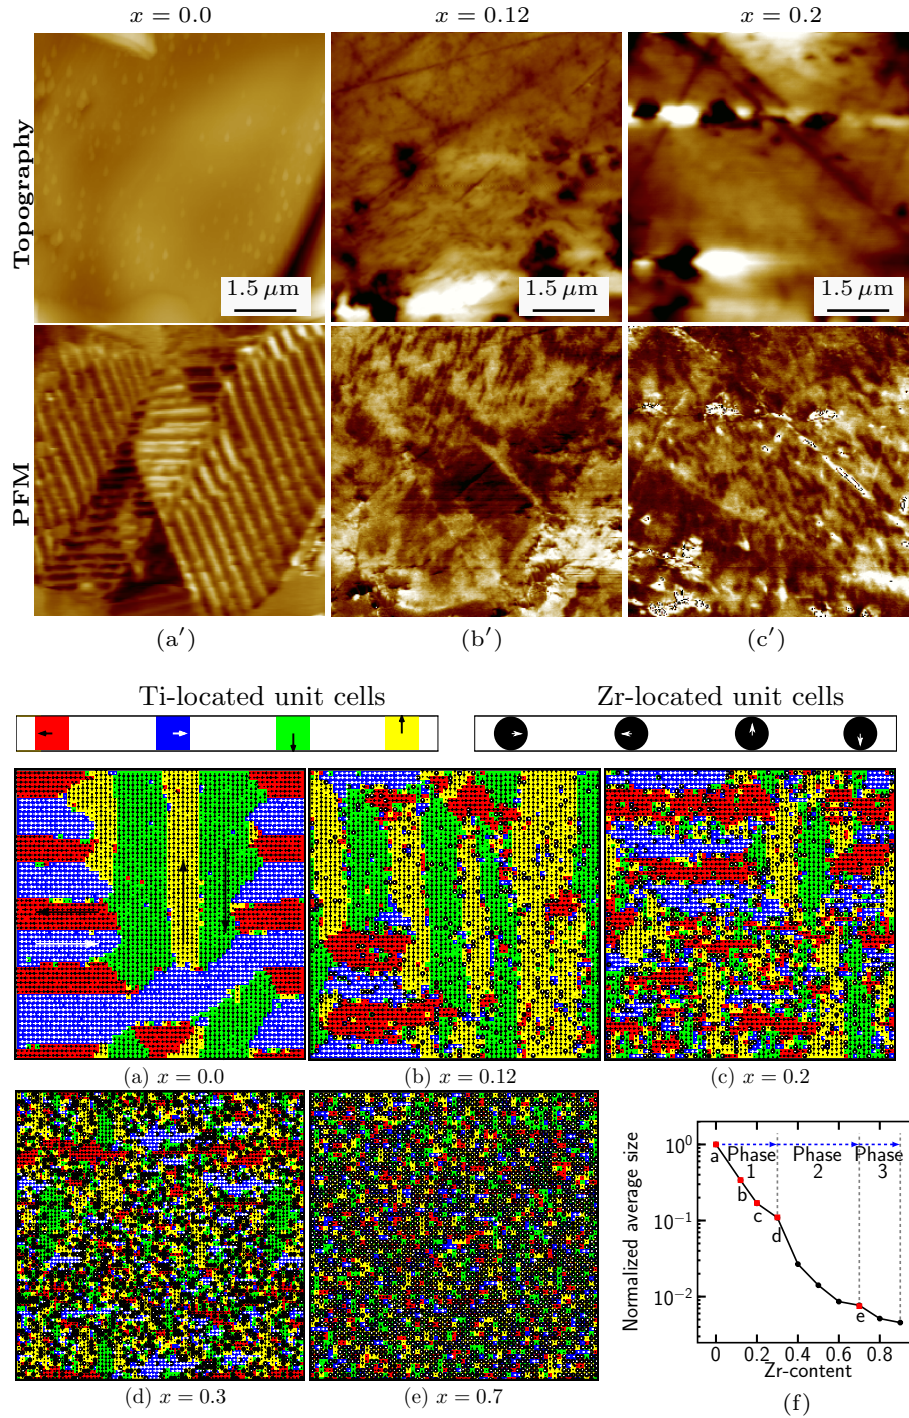 x = 0.0 x = 0.12 x = 0.2
Topography
1.5 μm 1.5 μm 1.5 μm
PFM
(a′) (b′) (c′)
Ti-located unit cells Zr-located unit cells
(a) x = 0.0 (b) x = 0.12 (c) x = 0.2
(d) x = 0.3 (e) x = 0.7
Normalized average size
10⁰
10⁻¹
10⁻²
a
b
c
d
e
Phase 1
Phase 2
Phase 3
0 0.2 0.4 0.6 0.8
Zr-content
(f)